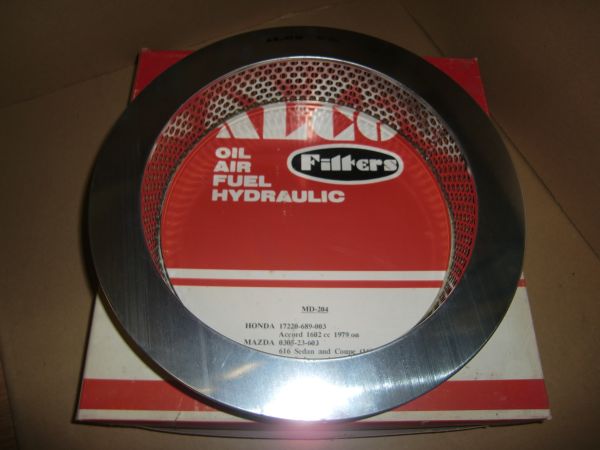 ALCO
Filters
OIL
AIR
FUEL
HYDRAULIC
MD-204
HONDA 17220-689-003
Accord 1602 cc 1979 on
MAZDA 0305-23-603
616 Sedan and Coupe